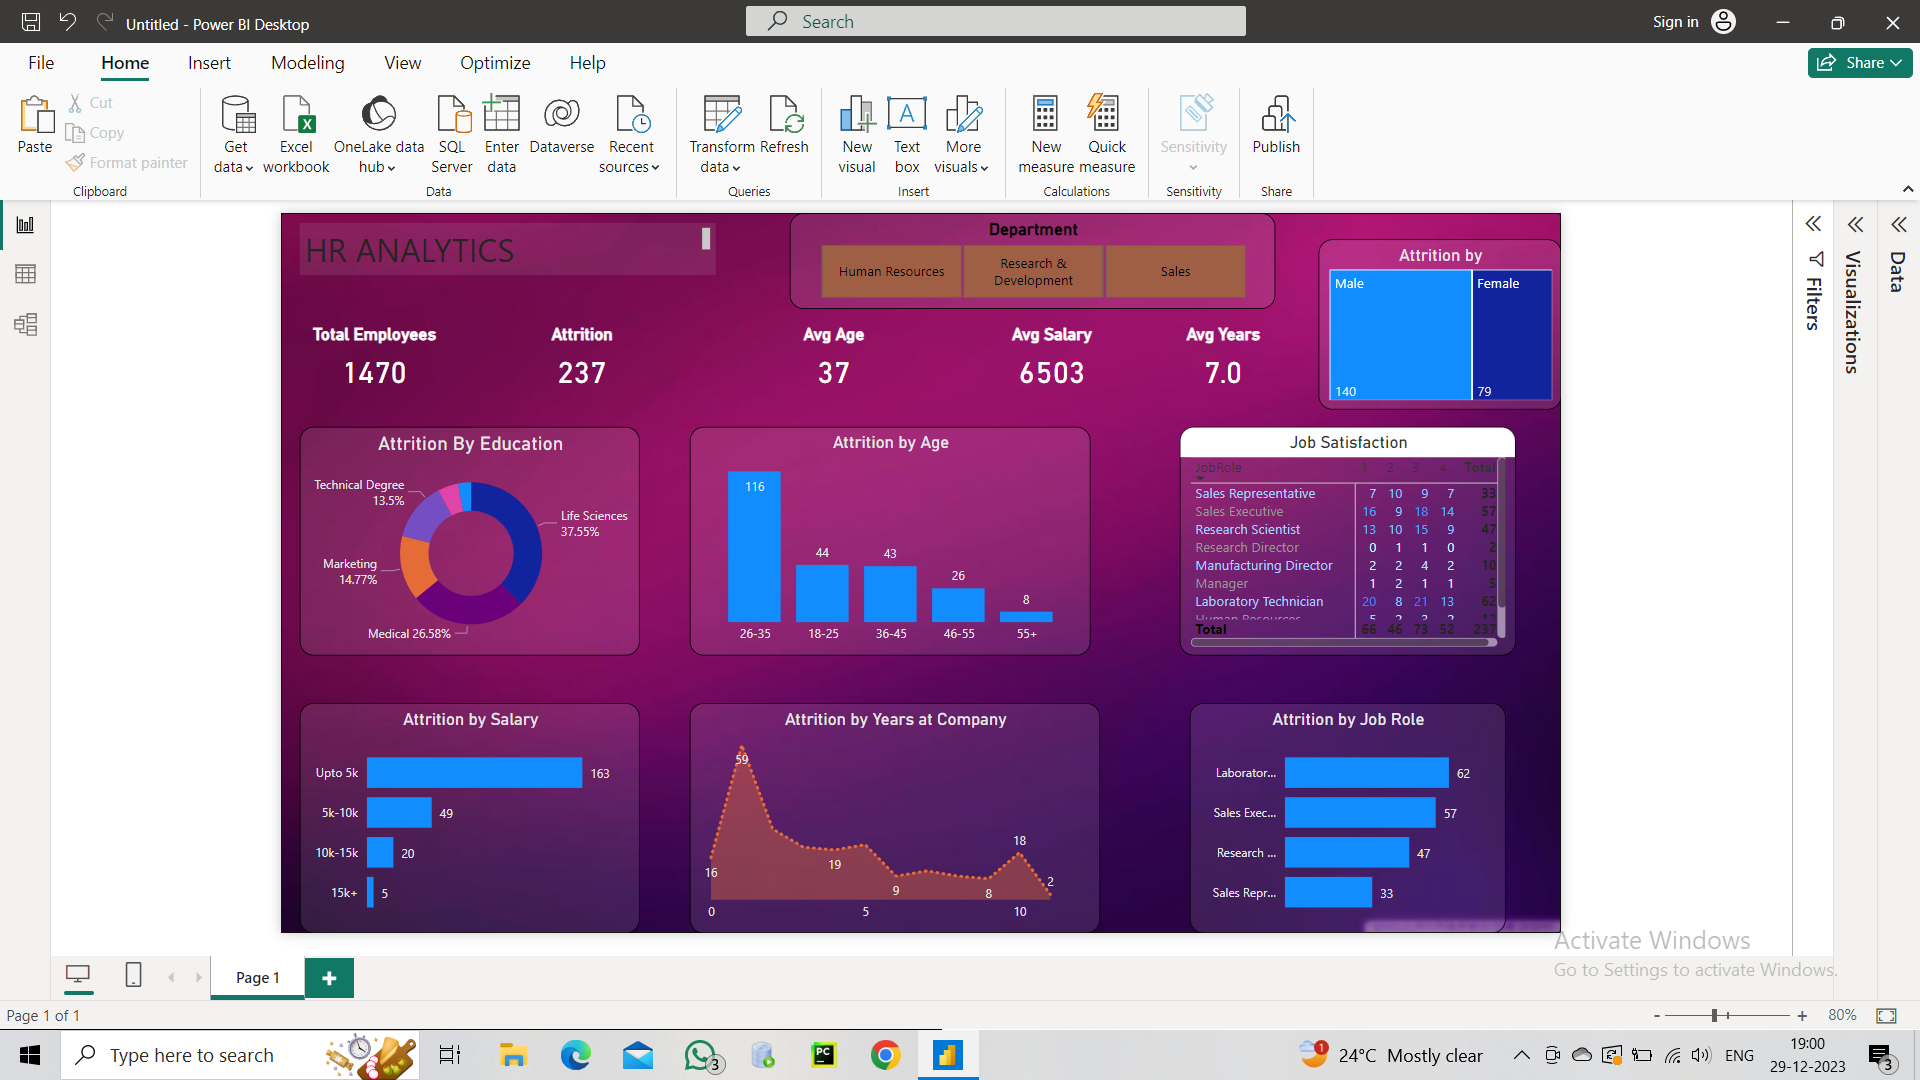 Untitled - Power BI Desktop
Search
Sign in
File Home Insert Modeling View Optimize Help
Share
Paste
Cut
Copy
Format painter
Clipboard
Get data
Excel workbook
OneLake data hub
SQL Server
Enter data
Dataverse
Recent sources
Data
Transform data
Refresh
Queries
New visual
Text box
More visuals
Insert
New measure
Quick measure
Calculations
Sensitivity
Sensitivity
Publish
Share
HR ANALYTICS
Department
Human Resources
Research & Development
Sales
Attrition by
Male
Female
140
79
Total Employees
1470
Attrition
237
Avg Age
37
Avg Salary
6503
Avg Years
7.0
Filters
Visualizations
Data
Attrition By Education
Technical Degree
13.5%
Life Sciences
37.55%
Marketing
14.77%
Medical 26.58%
Attrition by Age
116
44
43
26
8
26-35 18-25 36-45 46-55 55+
Job Satisfaction
JobRole 1 2 3 4 Total
Sales Representative 7 10 9 7 33
Sales Executive 16 9 18 14 57
Research Scientist 13 10 15 9 47
Research Director 0 1 1 0 2
Manufacturing Director 2 2 4 2 10
Manager 1 2 1 1 5
Laboratory Technician 20 8 21 13 62
Total 66 46 73 52 237
Attrition by Salary
Upto 5k 163
5k-10k 49
10k-15k 20
15k+ 5
Attrition by Years at Company
59
16
19
9
8
18
2
0 5 10
Attrition by Job Role
Laborator... 62
Sales Exec... 57
Research ... 47
Sales Repr... 33
Activate Windows
Go to Settings to activate Windows.
Page 1
Page 1 of 1
80%
Type here to search
3
PC
1
24°C Mostly clear
ENG
19:00
29-12-2023
3